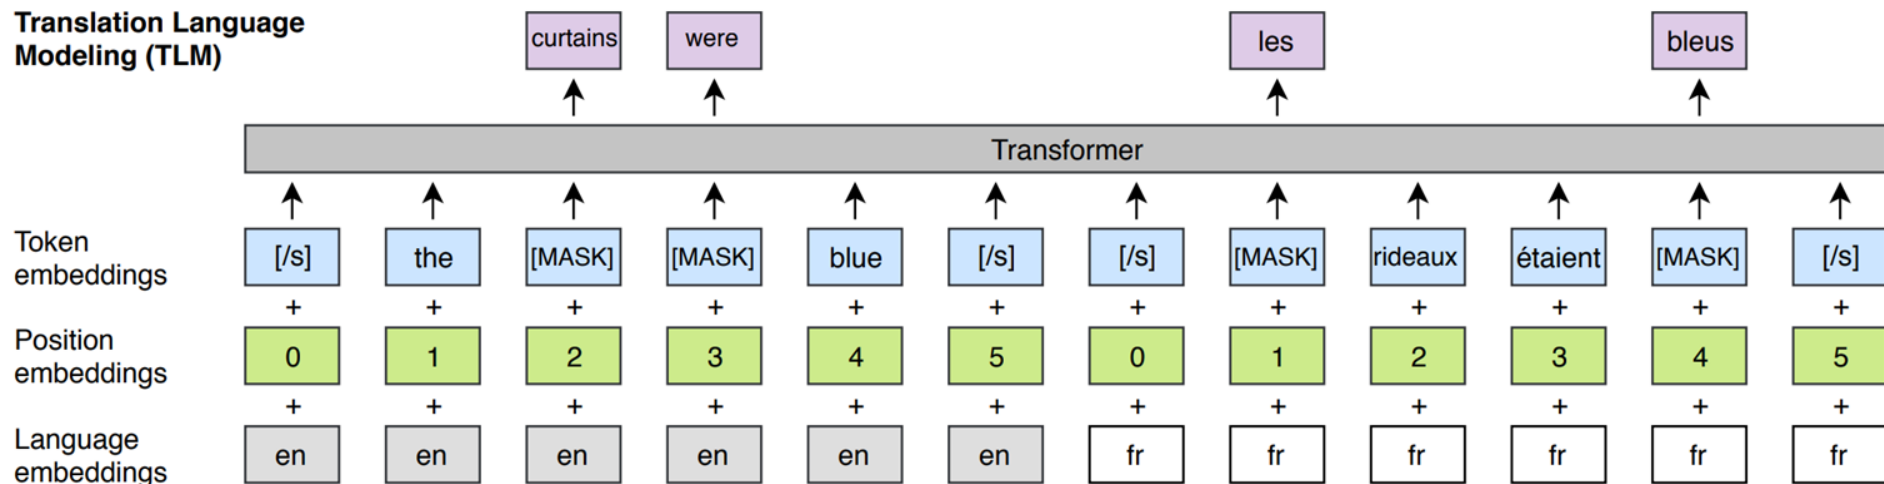 Translation Language
Modeling (TLM)
curtains were les bleus
Transformer
Token
embeddings
[/s] the [MASK] [MASK] blue [/s] [/s] [MASK] rideaux étaient [MASK] [/s]
+ + + + + + + + + + + +
Position
embeddings
0 1 2 3 4 5 0 1 2 3 4 5
+ + + + + + + + + + + +
Language
embeddings
en en en en en en fr fr fr fr fr fr